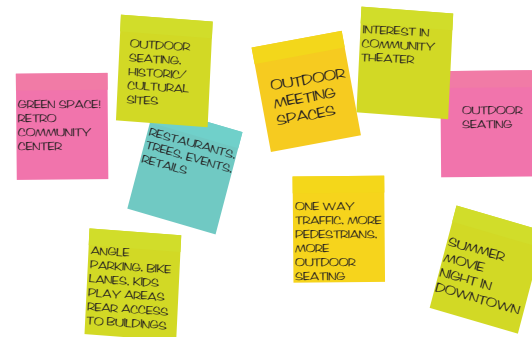 OUTDOOR
SEATING,
HISTORIC/
CULTURAL
SITES
INTEREST IN
COMMUNITY
THEATER
OUTDOOR
MEETING
SPACES
GREEN SPACE!
RETRO
COMMUNITY
CENTER
RESTAURANTS,
TREES, EVENTS,
RETAILS
OUTDOOR
SEATING
ONE WAY
TRAFFIC, MORE
PEDESTRIANS,
MORE
OUTDOOR
SEATING
ANGLE
PARKING, BIKE
LANES, KIDS
PLAY AREAS
REAR ACCESS
TO BUILDINGS
SUMMER
MOVIE
NIGHT IN
DOWNTOWN